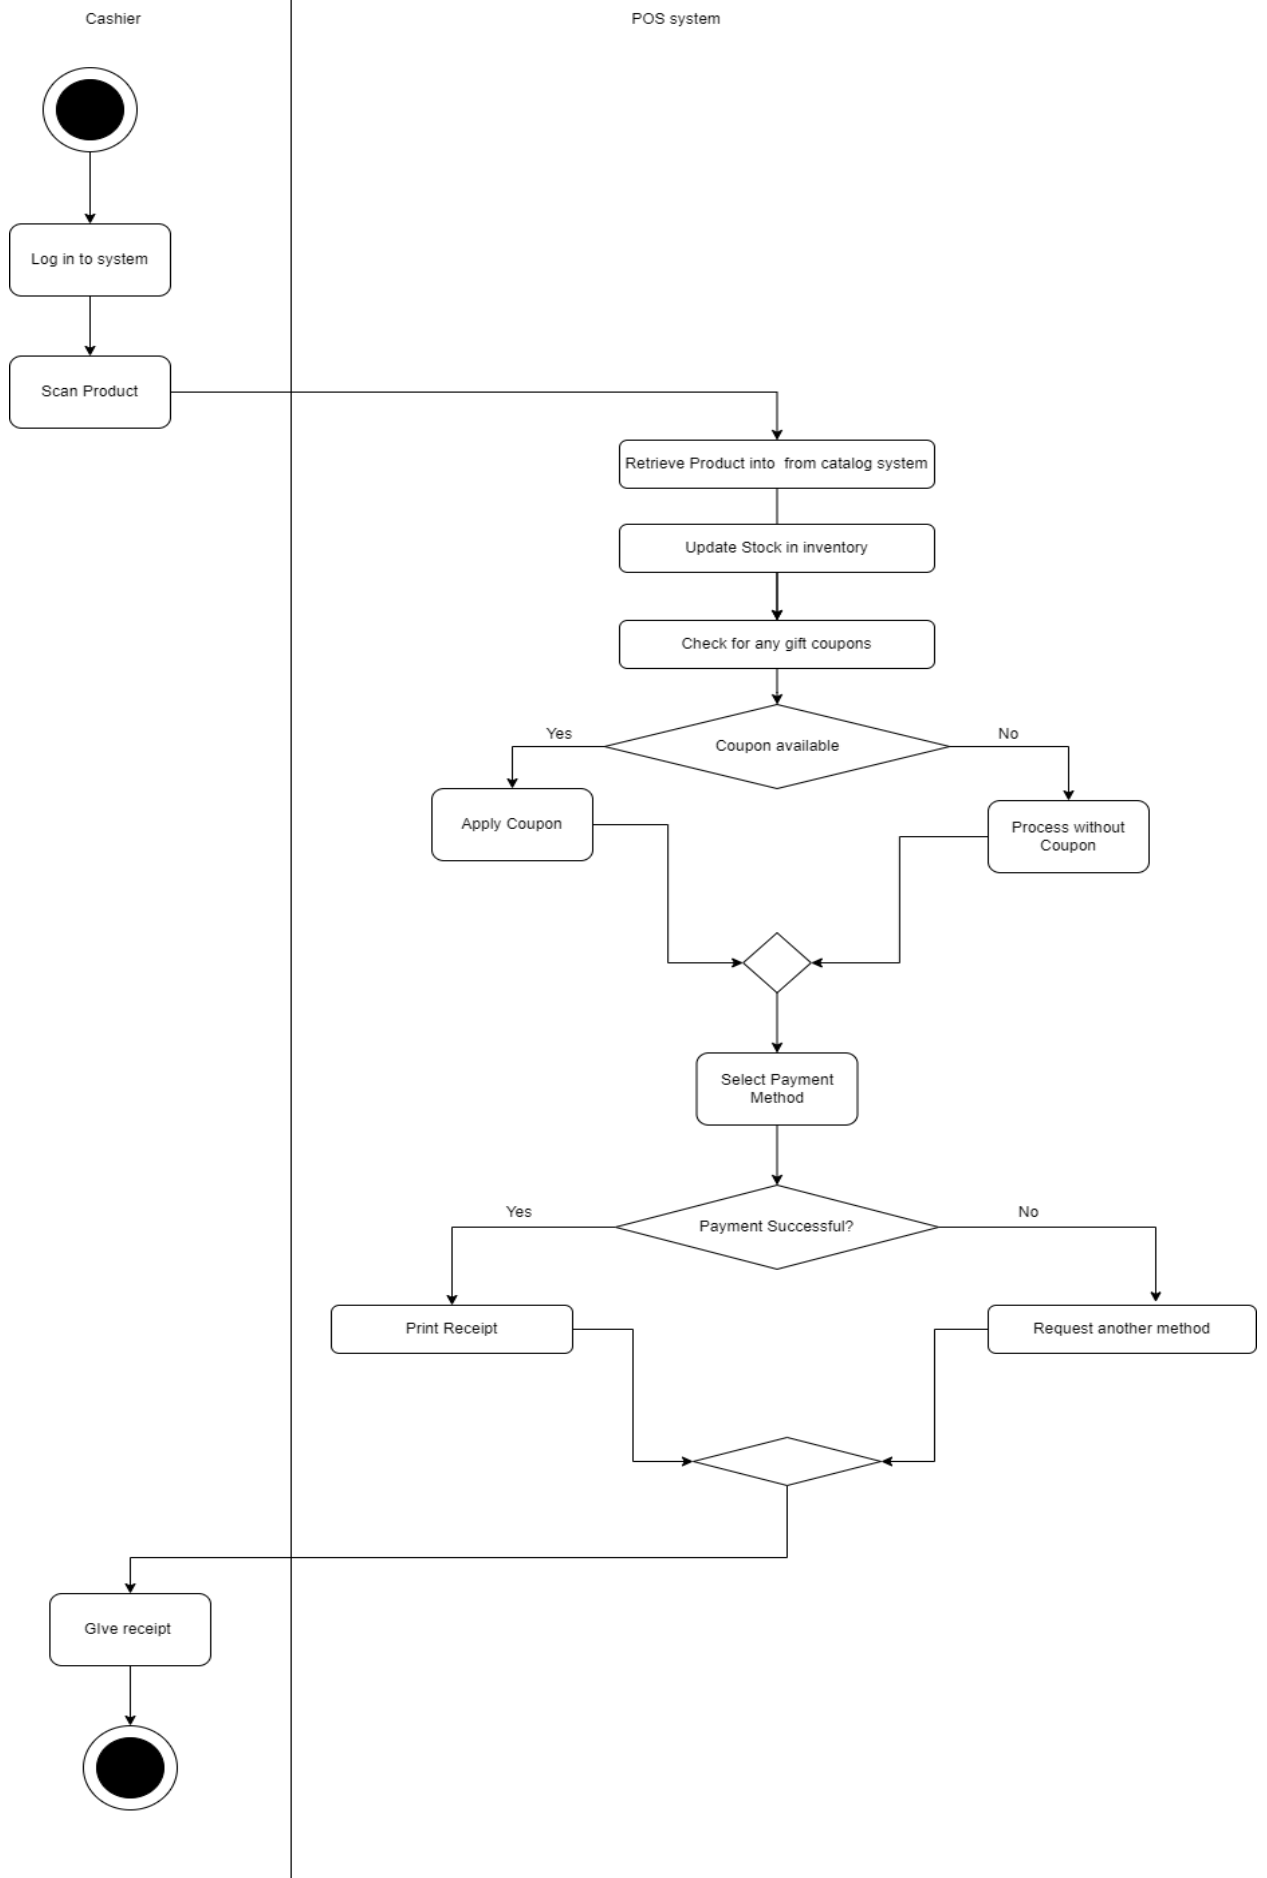 Cashier
POS system
Log in to system
Scan Product
Retrieve Product into  from catalog system
Update Stock in inventory
Check for any gift coupons
Yes
Coupon available
No
Apply Coupon
Process without
Coupon
Select Payment
Method
Yes
Payment Successful?
No
Print Receipt
Request another method
GIve receipt